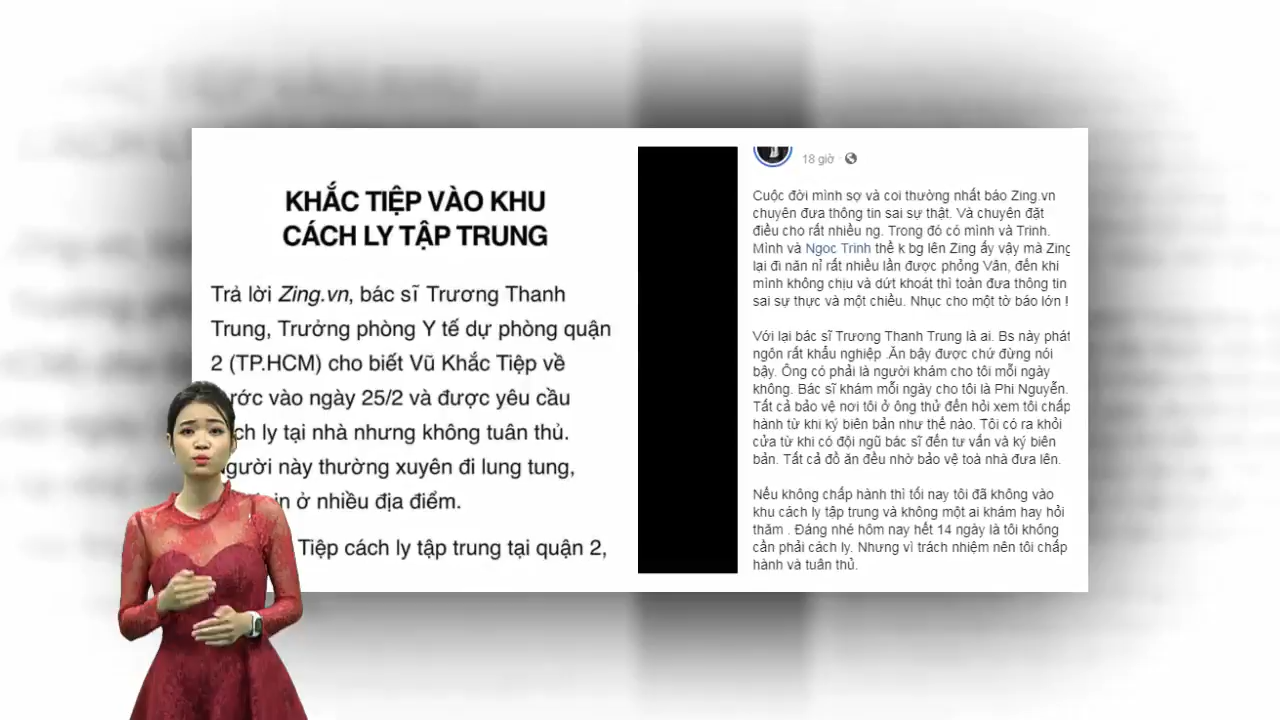 KHẮC TIỆP VÀO KHU
CÁCH LY TẬP TRUNG
Trả lời Zing.vn, bác sĩ Trương Thanh
Trung, Trưởng phòng Y tế dự phòng quận
2 (TP.HCM) cho biết Vũ Khắc Tiệp về
ước vào ngày 25/2 và được yêu cầu
ch ly tại nhà nhưng không tuân thủ.
gười này thường xuyên đi lung tung,
in ở nhiều địa điểm.
Tiệp cách ly tập trung tại quận 2,
18 giờ ·
Cuộc đời mình sợ và coi thường nhất báo Zing.vn
chuyên đưa thông tin sai sự thật. Và chuyên đặt
điều cho rất nhiều ng. Trong đó có mình và Trinh.
Mình và Ngoc Trinh thề k bg lên Zing ấy vậy mà Zing
lại đi năn nỉ rất nhiều lần được phỏng Vân, đến khi
mình không chịu và dứt khoát thì toàn đưa thông tin
sai sự thực và một chiều. Nhục cho một tờ báo lớn !
Với lại bác sĩ Trương Thanh Trung là ai. Bs này phát
ngôn rất khẩu nghiệp .Ăn bậy được chứ đừng nói
bậy. Ông có phải là người khám cho tôi mỗi ngày
không. Bác sĩ khám mỗi ngày cho tôi là Phi Nguyễn.
Tất cả bảo vệ nơi tôi ở ông thử đến hỏi xem tôi chấp
hành từ khi ký biên bản như thế nào. Tôi có ra khỏi
cửa từ khi có đội ngũ bác sĩ đến tư vấn và ký biên
bản. Tất cả đồ ăn đều nhờ bảo vệ toà nhà đưa lên.
Nếu không chấp hành thì tối nay tôi đã không vào
khu cách ly tập trung và không một ai khám hay hỏi
thăm . Đáng nhé hôm nay hết 14 ngày là tôi không
cần phải cách ly. Nhưng vì trách nhiệm nên tôi chấp
hành và tuân thủ.